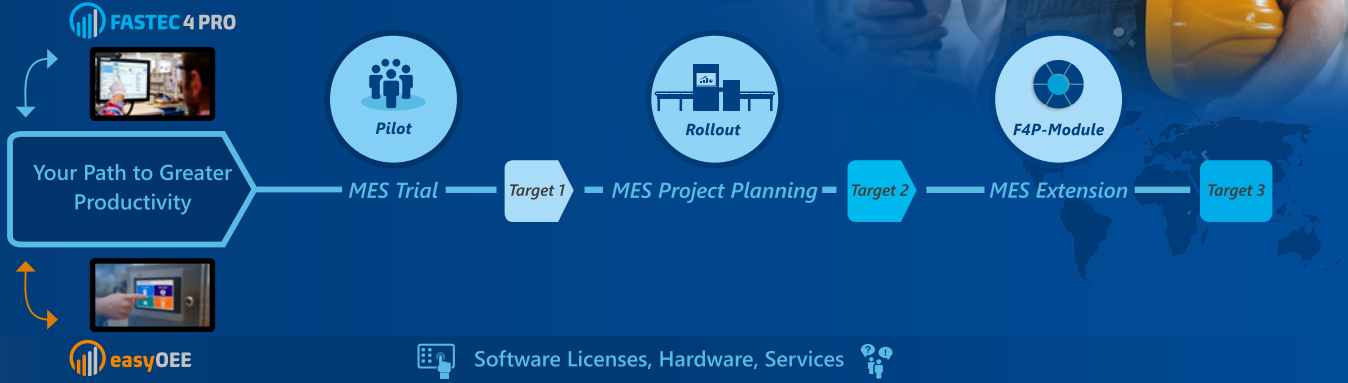 FASTEC 4 PRO
Pilot
Rollout
F4P-Module
Your Path to Greater
Productivity
MES Trial
Target 1
MES Project Planning
Target 2
MES Extension
Target 3
easyOEE
Software Licenses, Hardware, Services